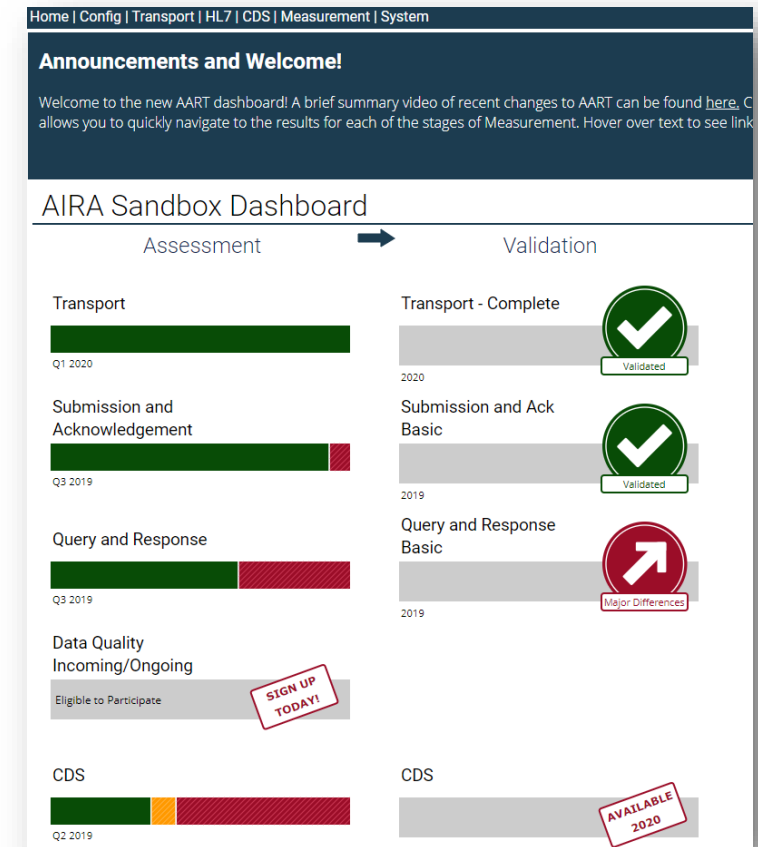 Home | Config | Transport | HL7 | CDS | Measurement | System
Announcements and Welcome!
Welcome to the new AART dashboard! A brief summary video of recent changes to AART can be found here. C
allows you to quickly navigate to the results for each of the stages of Measurement. Hover over text to see link
AIRA Sandbox Dashboard
Assessment
Validation
Transport
Q1 2020
Transport - Complete
Validated
2020
Submission and
Acknowledgement
Q3 2019
Submission and Ack
Basic
Validated
2019
Query and Response
Q3 2019
Query and Response
Basic
Major Differences
2019
Data Quality
Incoming/Ongoing
Eligible to Participate
SIGN UP
TODAY!
CDS
Q2 2019
CDS
AVAILABLE
2020